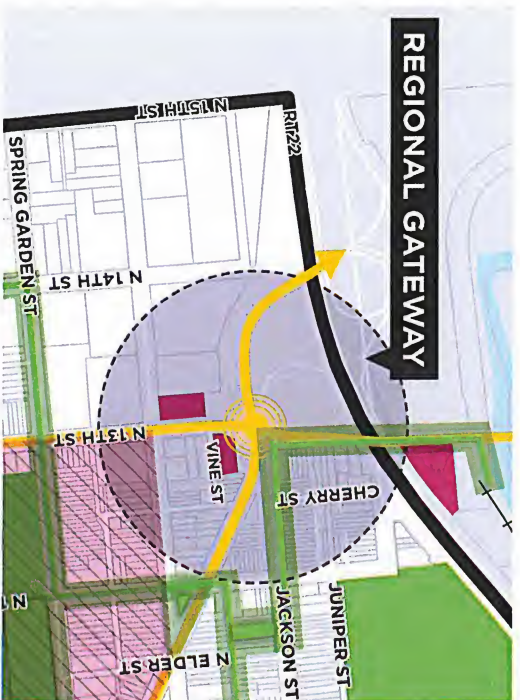 REGIONAL GATEWAY
N 15TH ST
RT 22
SPRING GARDEN ST
N 14TH ST
N 13TH ST
VINE ST
CHERRY ST
JACKSON ST
JUNIPER ST
N ELDER ST
N 1